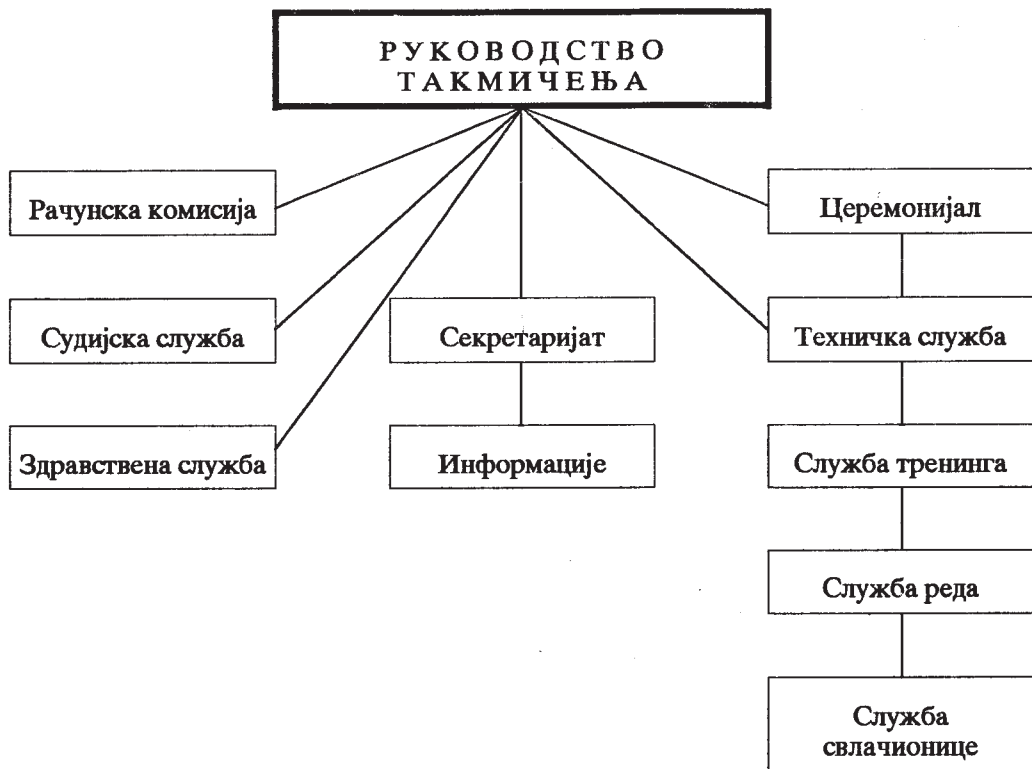 РУКОВОДСТВО
ТАКМИЧЕЊА
Рачунска комисија
Церемонијал
Судијска служба
Секретаријат
Техничка служба
Здравствена служба
Информације
Служба тренинга
Служба реда
Служба
свлачионице